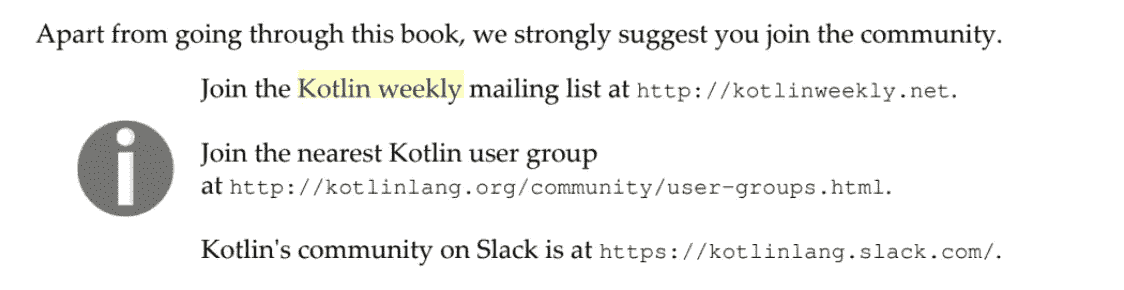 Apart from going through this book, we strongly suggest you join the community.
Join the Kotlin weekly mailing list at http://kotlinweekly.net.
Join the nearest Kotlin user group
at http://kotlinlang.org/community/user-groups.html.
Kotlin's community on Slack is at https://kotlinlang.slack.com/.